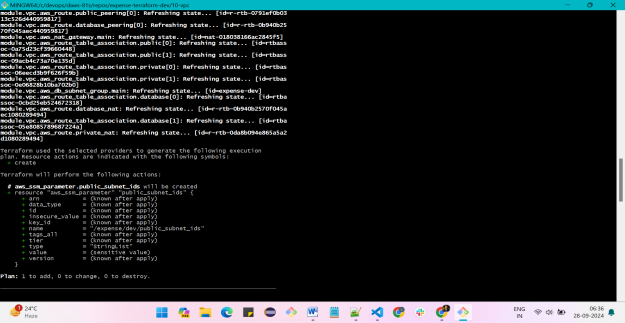 MINGW64:/c/devops/daws-81s/repos/expense-terraform-dev/10-vpc
module.vpc.aws_route.public_peering[0]: Refreshing state... [id=r-rtb-0791ef0b03
13c526d440959817]
module.vpc.aws_route.database_peering[0]: Refreshing state... [id=r-rtb-0b940b25
70f045aec440959817]
module.vpc.aws_nat_gateway.main: Refreshing state... [id=nat-018038166ac2845f5]
module.vpc.aws_route_table_association.public[0]: Refreshing state... [id=rtbass
oc-0a75d23cf39660448]
module.vpc.aws_route_table_association.public[1]: Refreshing state... [id=rtbass
oc-09acb4c73a70e135d]
module.vpc.aws_route_table_association.private[0]: Refreshing state... [id=rtbas
soc-06eecd3b9f626f59b]
module.vpc.aws_route_table_association.private[1]: Refreshing state... [id=rtbas
soc-0e06828b10ba702b0]
module.vpc.aws_db_subnet_group.main: Refreshing state... [id=expense-dev]
module.vpc.aws_route_table_association.database[0]: Refreshing state... [id=rtba
ssoc-0cbd25eb524672318]
module.vpc.aws_route.database_nat: Refreshing state... [id=r-rtb-0b940b2570f045a
ec1080289494]
module.vpc.aws_route_table_association.database[1]: Refreshing state... [id=rtba
ssoc-05e8085789687224a]
module.vpc.aws_route.private_nat: Refreshing state... [id=r-rtb-0da8b094e865a5a2
d1080289494]
Terraform used the selected providers to generate the following execution
plan. Resource actions are indicated with the following symbols:
+ create
Terraform will perform the following actions:
# aws_ssm_parameter.public_subnet_ids will be created
+ resource "aws_ssm_parameter" "public_subnet_ids" {
+ arn = (known after apply)
+ data_type = (known after apply)
+ id = (known after apply)
+ insecure_value = (known after apply)
+ key_id = (known after apply)
+ name = "/expense/dev/public_subnet_ids"
+ tags_all = (known after apply)
+ tier = (known after apply)
+ type = "StringList"
+ value = (sensitive value)
+ version = (known after apply)
}
Plan: 1 to add, 0 to change, 0 to destroy.
24°C
Haze
ENG
IN
06:36
28-09-2024